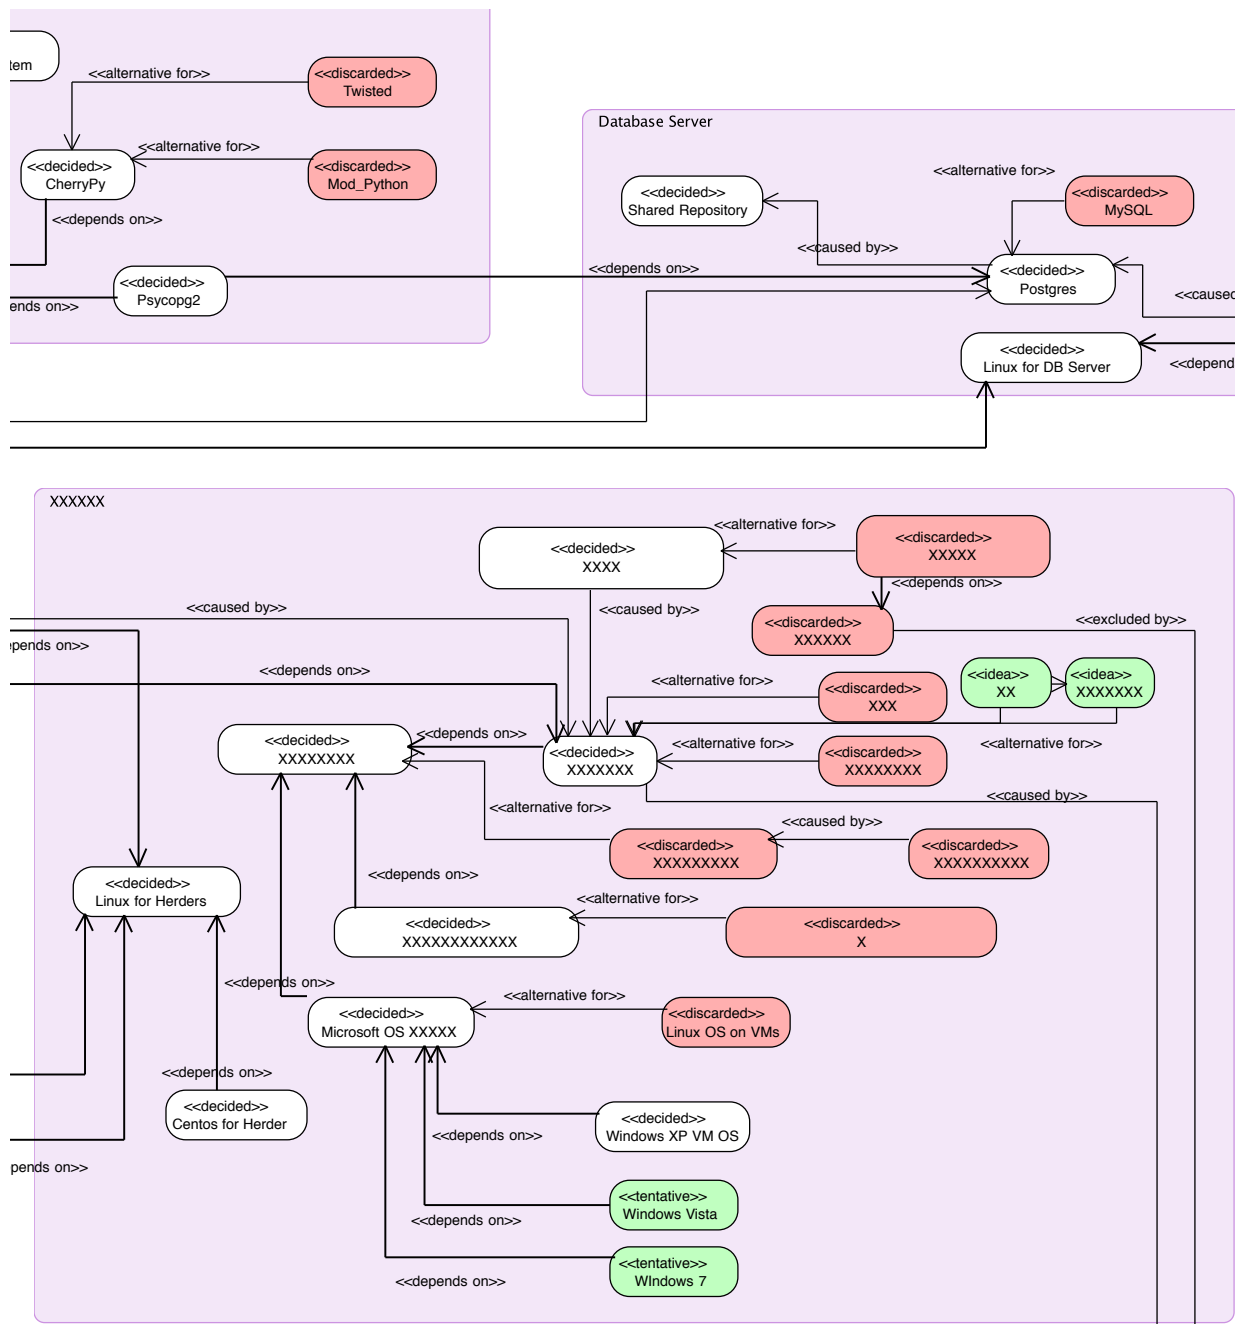 tem
<<alternative for>>
<<discarded>>
Twisted
<<decided>>
CherryPy
<<alternative for>>
<<discarded>>
Mod_Python
<<depends on>>
<<decided>>
Psycopg2
ends on>>
<<depends on>>
Database Server
<<decided>>
Shared Repository
<<alternative for>>
<<discarded>>
MySQL
<<caused by>>
<<decided>>
Postgres
<<caused
<<decided>>
Linux for DB Server
<<depend
XXXXXX
<<decided>>
XXXX
<<alternative for>>
<<discarded>>
XXXXX
<<depends on>>
<<caused by>>
<<caused by>>
<<discarded>>
XXXXXX
<<excluded by>>
epends on>>
<<depends on>>
<<alternative for>>
<<discarded>>
XXX
<<idea>>
XX
<<idea>>
XXXXXXX
<<decided>>
XXXXXXXX
<<depends on>>
<<decided>>
XXXXXXX
<<alternative for>>
<<discarded>>
XXXXXXXX
<<alternative for>>
<<caused by>>
<<alternative for>>
<<discarded>>
XXXXXXXXX
<<caused by>>
<<discarded>>
XXXXXXXXXX
<<decided>>
Linux for Herders
<<depends on>>
<<decided>>
XXXXXXXXXXXX
<<alternative for>>
<<discarded>>
X
<<depends on>>
<<decided>>
Microsoft OS XXXXX
<<alternative for>>
<<discarded>>
Linux OS on VMs
<<depends on>>
<<decided>>
Centos for Herder
<<decided>>
Windows XP VM OS
<<depends on>>
pends on>>
<<tentative>>
Windows Vista
<<depends on>>
<<tentative>>
WIndows 7
<<depends on>>